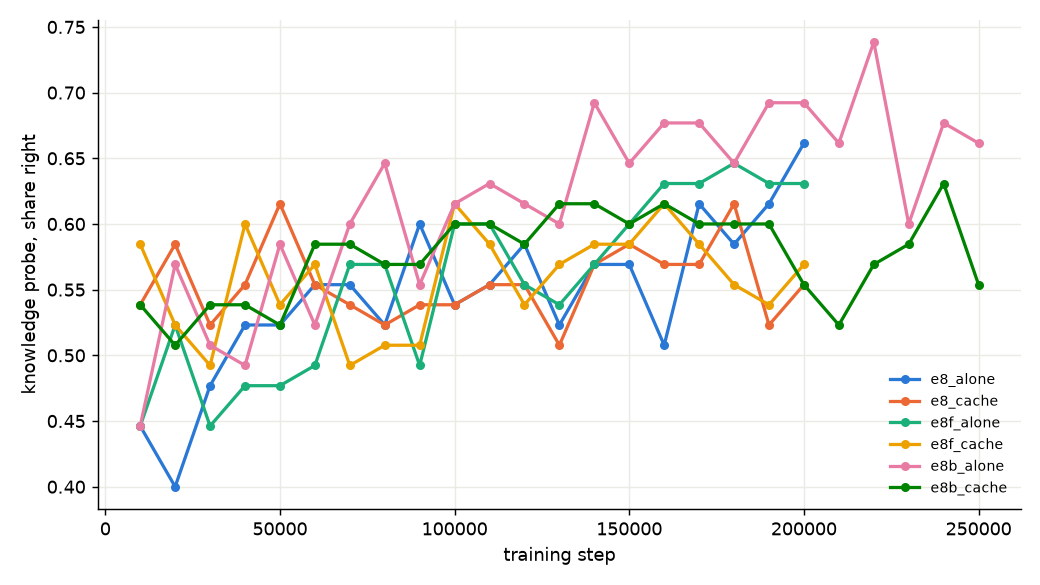 0.75
0.70
0.65
0.60
0.55
0.50
0.45
0.40
knowledge probe, share right
0
50000
100000
150000
200000
250000
training step
e8_alone
e8_cache
e8f_alone
e8f_cache
e8b_alone
e8b_cache